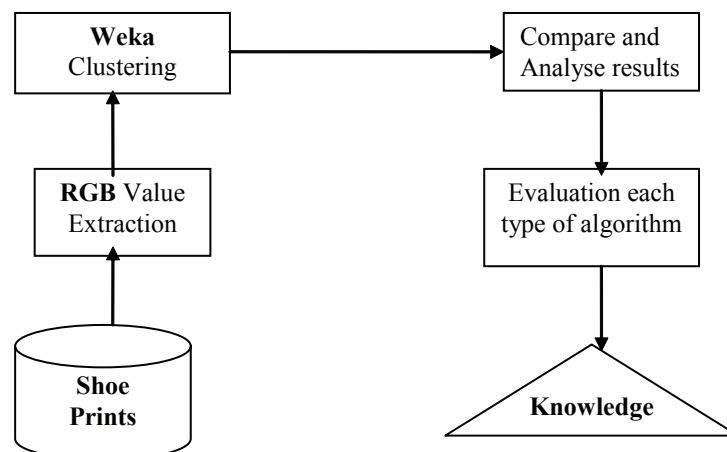 Weka
Clustering
Compare and
Analyse results
RGB Value
Extraction
Evaluation each
type of algorithm
Shoe
Prints
Knowledge